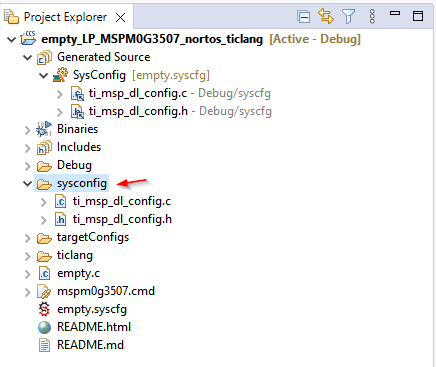 Project Explorer
empty_LP_MSPM0G3507_nortos_ticlang [Active - Debug]
Generated Source
SysConfig [empty.syscfg]
ti_msp_dl_config.c - Debug/syscfg
ti_msp_dl_config.h - Debug/syscfg
Binaries
Includes
Debug
sysconfig
ti_msp_dl_config.c
ti_msp_dl_config.h
targetConfigs
ticlang
empty.c
mspm0g3507.cmd
empty.syscfg
README.html
README.md